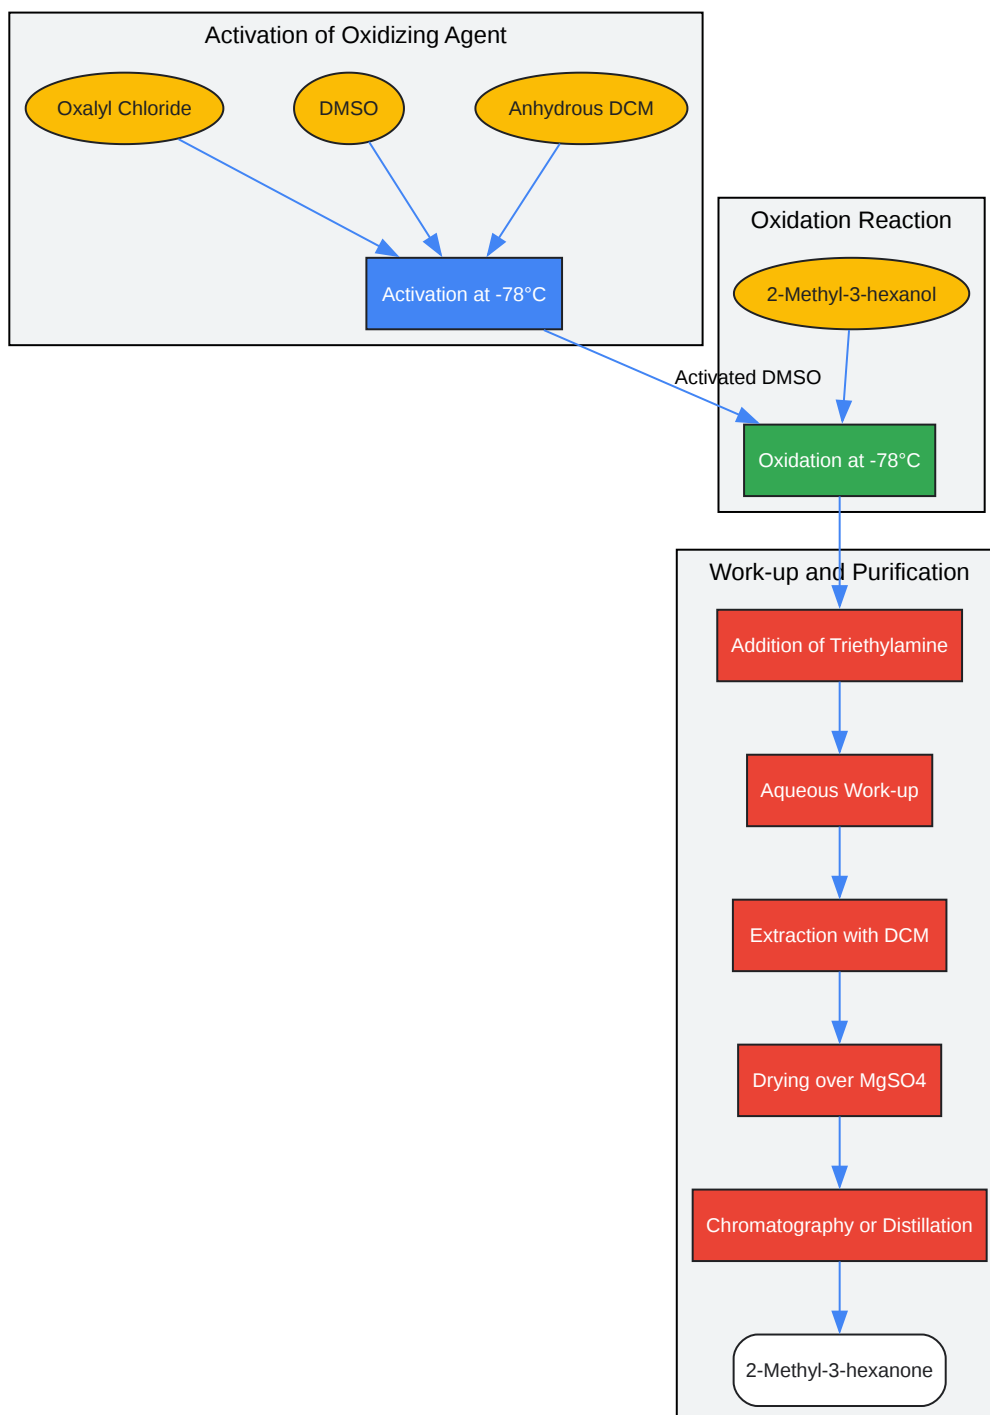 Activation of Oxidizing Agent
Oxalyl Chloride
DMSO
Anhydrous DCM
Activation at -78°C
Oxidation Reaction
2-Methyl-3-hexanol
Activated DMSO
Oxidation at -78°C
Work-up and Purification
Addition of Triethylamine
Aqueous Work-up
Extraction with DCM
Drying over MgSO4
Chromatography or Distillation
2-Methyl-3-hexanone